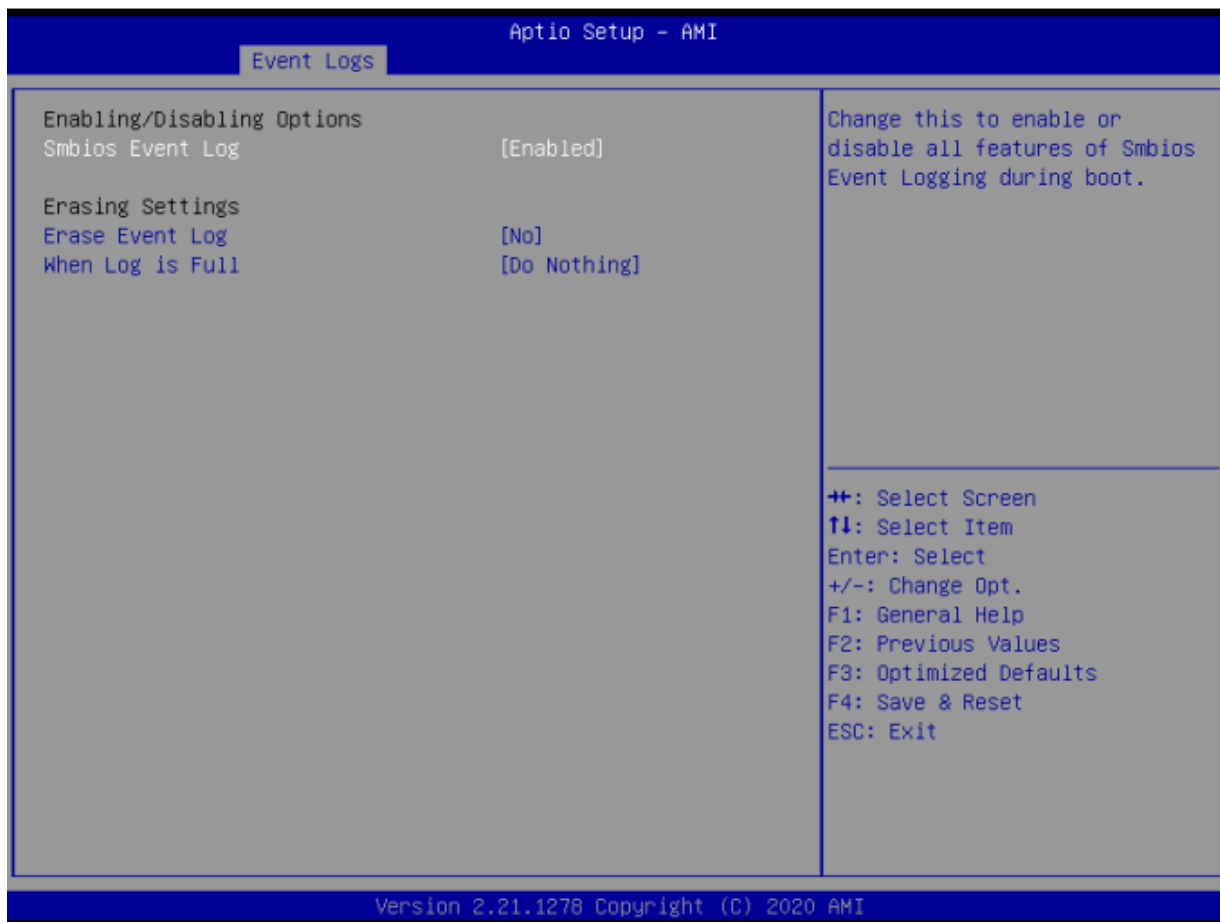 Aptio Setup – AMI
Event Logs
Enabling/Disabling Options
Smbios Event Log [Enabled]
Erasing Settings
Erase Event Log [No]
When Log is Full [Do Nothing]
Change this to enable or
disable all features of Smbios
Event Logging during boot.
→←: Select Screen
↑↓: Select Item
Enter: Select
+/-: Change Opt.
F1: General Help
F2: Previous Values
F3: Optimized Defaults
F4: Save & Reset
ESC: Exit
Version 2.21.1278 Copyright (C) 2020 AMI